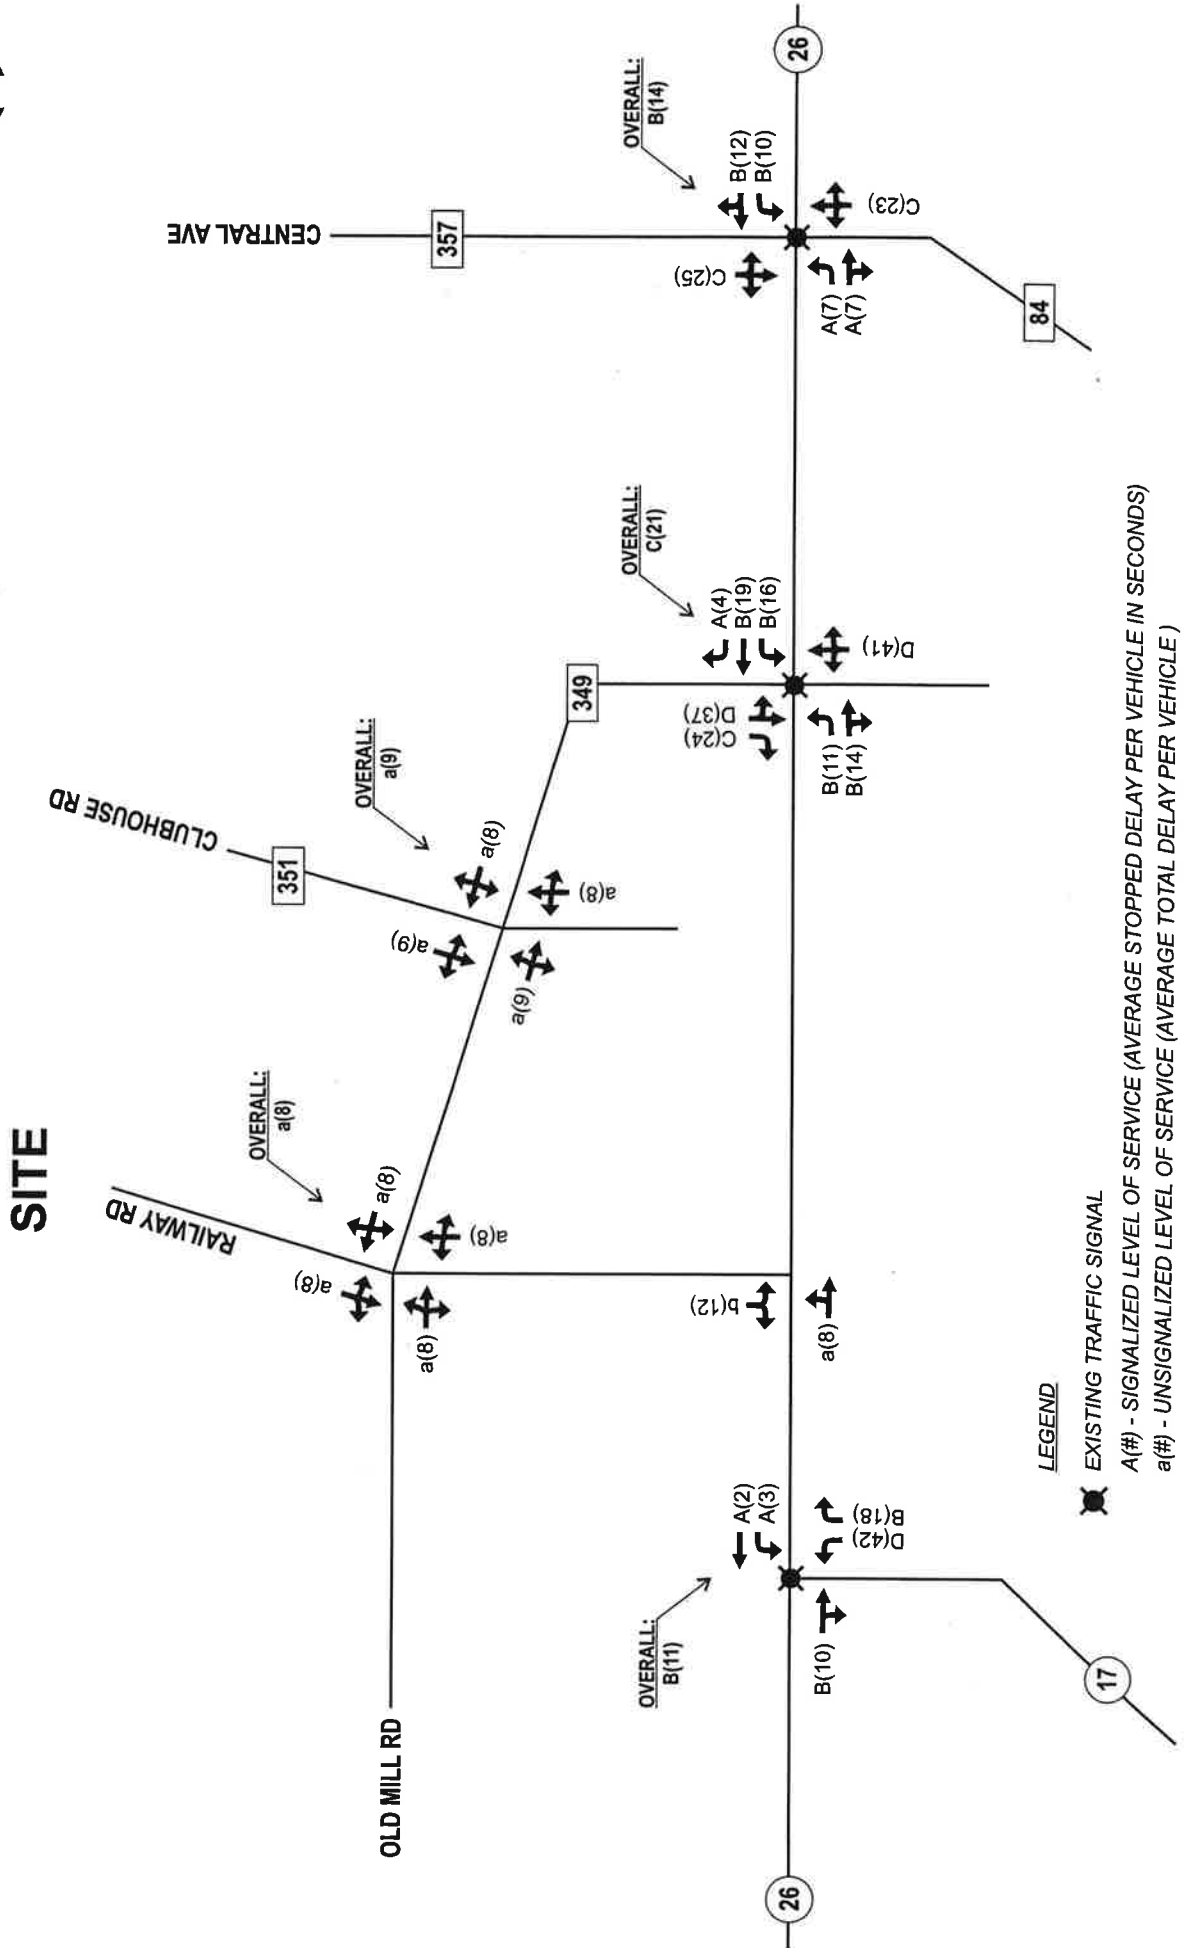 SITE
CENTRAL AVE
357
OVERALL:
B(14)
26
B(12)
B(10)
C(25)
C(23)
A(7)
A(7)
84
CLUBHOUSE RD
351
OVERALL:
a(9)
349
a(8)
a(9)
a(8)
a(9)
OVERALL:
C(21)
A(4)
B(19)
B(16)
D(37)
C(24)
D(41)
B(11)
B(14)
RAILWAY RD
OVERALL:
a(8)
a(8)
a(8)
a(8)
a(8)
b(12)
a(8)
OLD MILL RD
OVERALL:
B(11)
A(2)
A(3)
B(18)
D(42)
B(10)
17
26
LEGEND
EXISTING TRAFFIC SIGNAL
A(#) - SIGNALIZED LEVEL OF SERVICE (AVERAGE STOPPED DELAY PER VEHICLE IN SECONDS)
a(#) - UNSIGNALIZED LEVEL OF SERVICE (AVERAGE TOTAL DELAY PER VEHICLE )